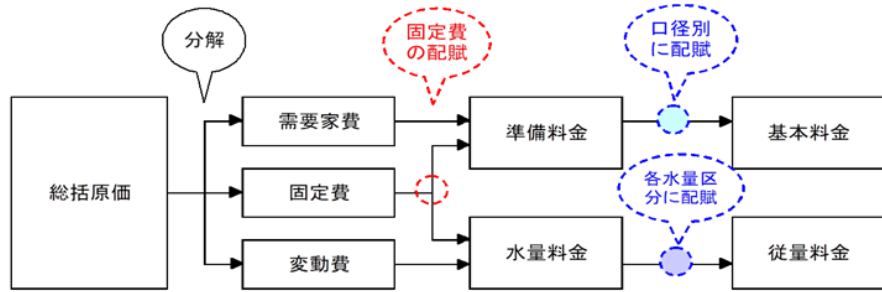 分解
固定費
の配賦
口径別
に配賦
総括原価
需要家費
準備料金
基本料金
固定費
各水量区
分に配賦
変動費
水量料金
従量料金